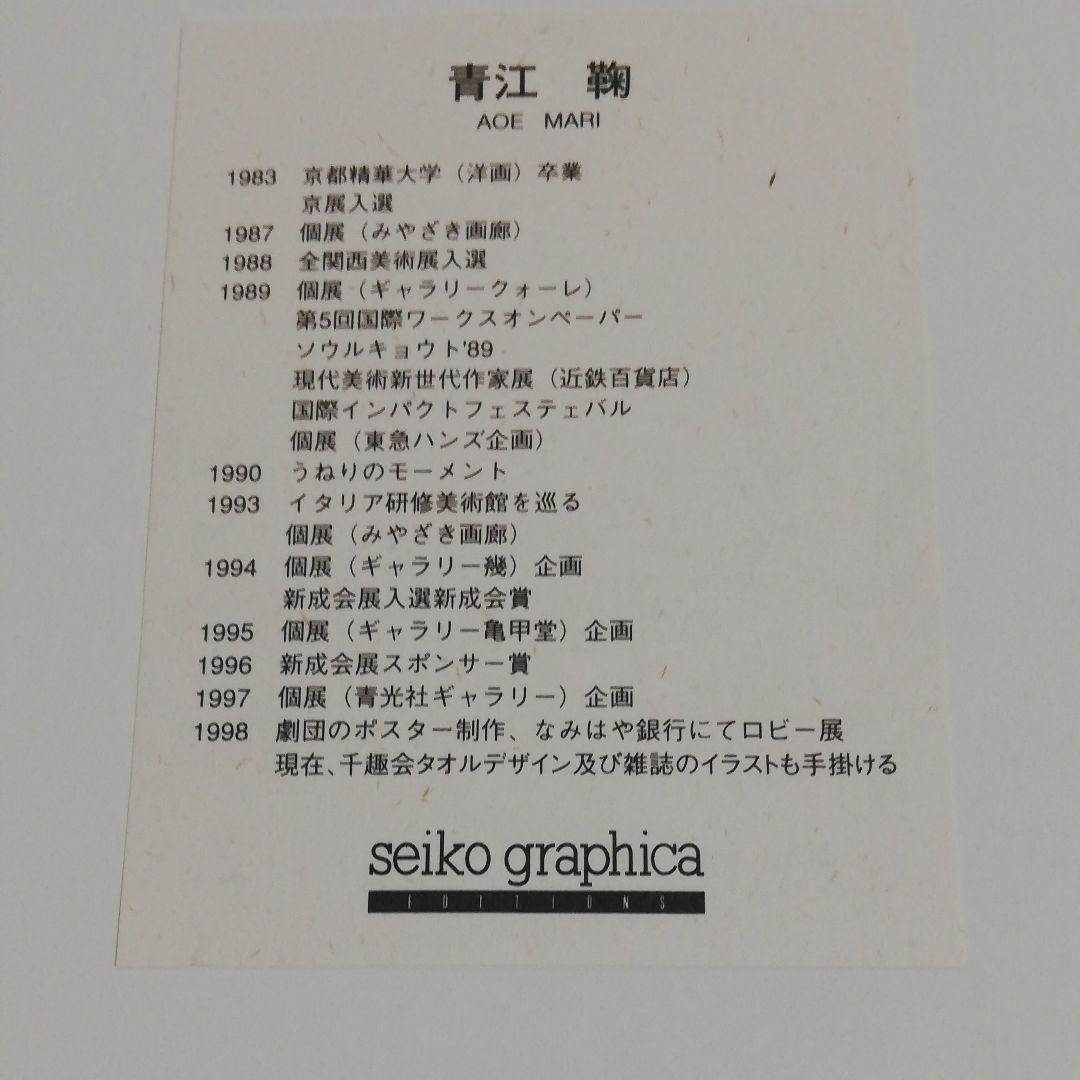 青江 鞠
AOE MARI
1983 京都精華大学（洋画）卒業
京展入選
1987 個展（みやざき画廊）
1988 全関西美術展入選
1989 個展（ギャラリークォーレ）
第5回国際ワークスオンペーパー
ソウルキョウト'89
現代美術新世代作家展（近鉄百貨店）
国際インパクトフェスティバル
個展（東急ハンズ企画）
1990 うねりのモーメント
1993 イタリア研修美術館を巡る
個展（みやざき画廊）
1994 個展（ギャラリー幾）企画
新成会展入選新成会賞
1995 個展（ギャラリー亀甲堂）企画
1996 新成会展スポンサー賞
1997 個展（青光社ギャラリー）企画
1998 劇団のポスター制作、なみはや銀行にてロビー展
現在、千趣会タオルデザイン及び雑誌のイラストも手掛ける
seiko graphica
EDITIONS